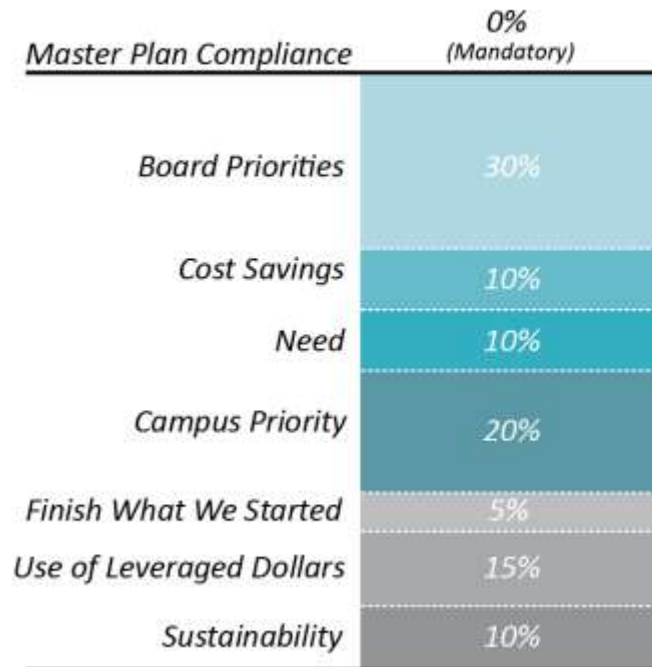 0%
Master Plan Compliance (Mandatory)
Board Priorities 30%
Cost Savings 10%
Need 10%
Campus Priority 20%
Finish What We Started 5%
Use of Leveraged Dollars 15%
Sustainability 10%